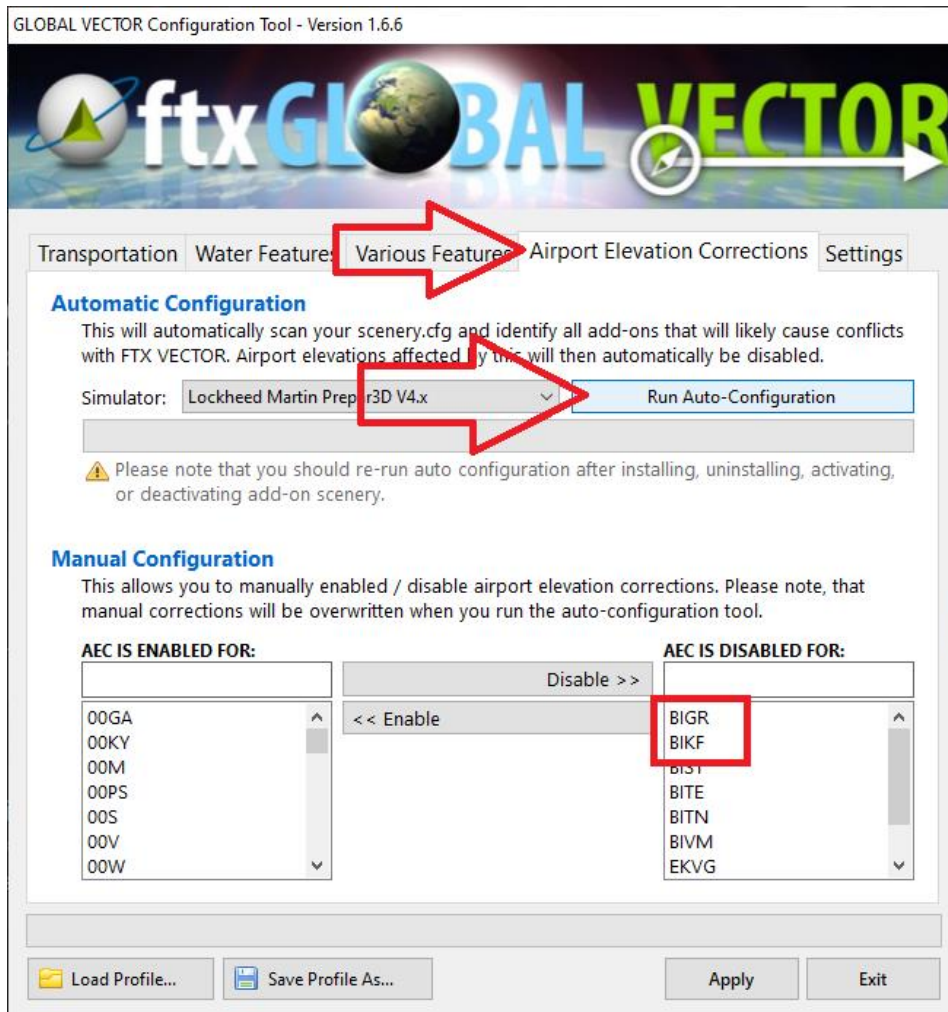 GLOBAL VECTOR Configuration Tool - Version 1.6.6
ftx GLOBAL VECTOR
Transportation Water Features Various Features Airport Elevation Corrections Settings
Automatic Configuration
This will automatically scan your scenery.cfg and identify all add-ons that will likely cause conflicts
with FTX VECTOR. Airport elevations affected by this will then automatically be disabled.
Simulator: Lockheed Martin Prepar3D V4.x Run Auto-Configuration
Please note that you should re-run auto configuration after installing, uninstalling, activating,
or deactivating add-on scenery.
Manual Configuration
This allows you to manually enabled / disable airport elevation corrections. Please note, that
manual corrections will be overwritten when you run the auto-configuration tool.
AEC IS ENABLED FOR: AEC IS DISABLED FOR:
Disable >>
00GA << Enable BIGR
00KY BIKF
00M BIST
00PS BITE
00S BITN
00V BIVM
00W EKVG
Load Profile... Save Profile As... Apply Exit